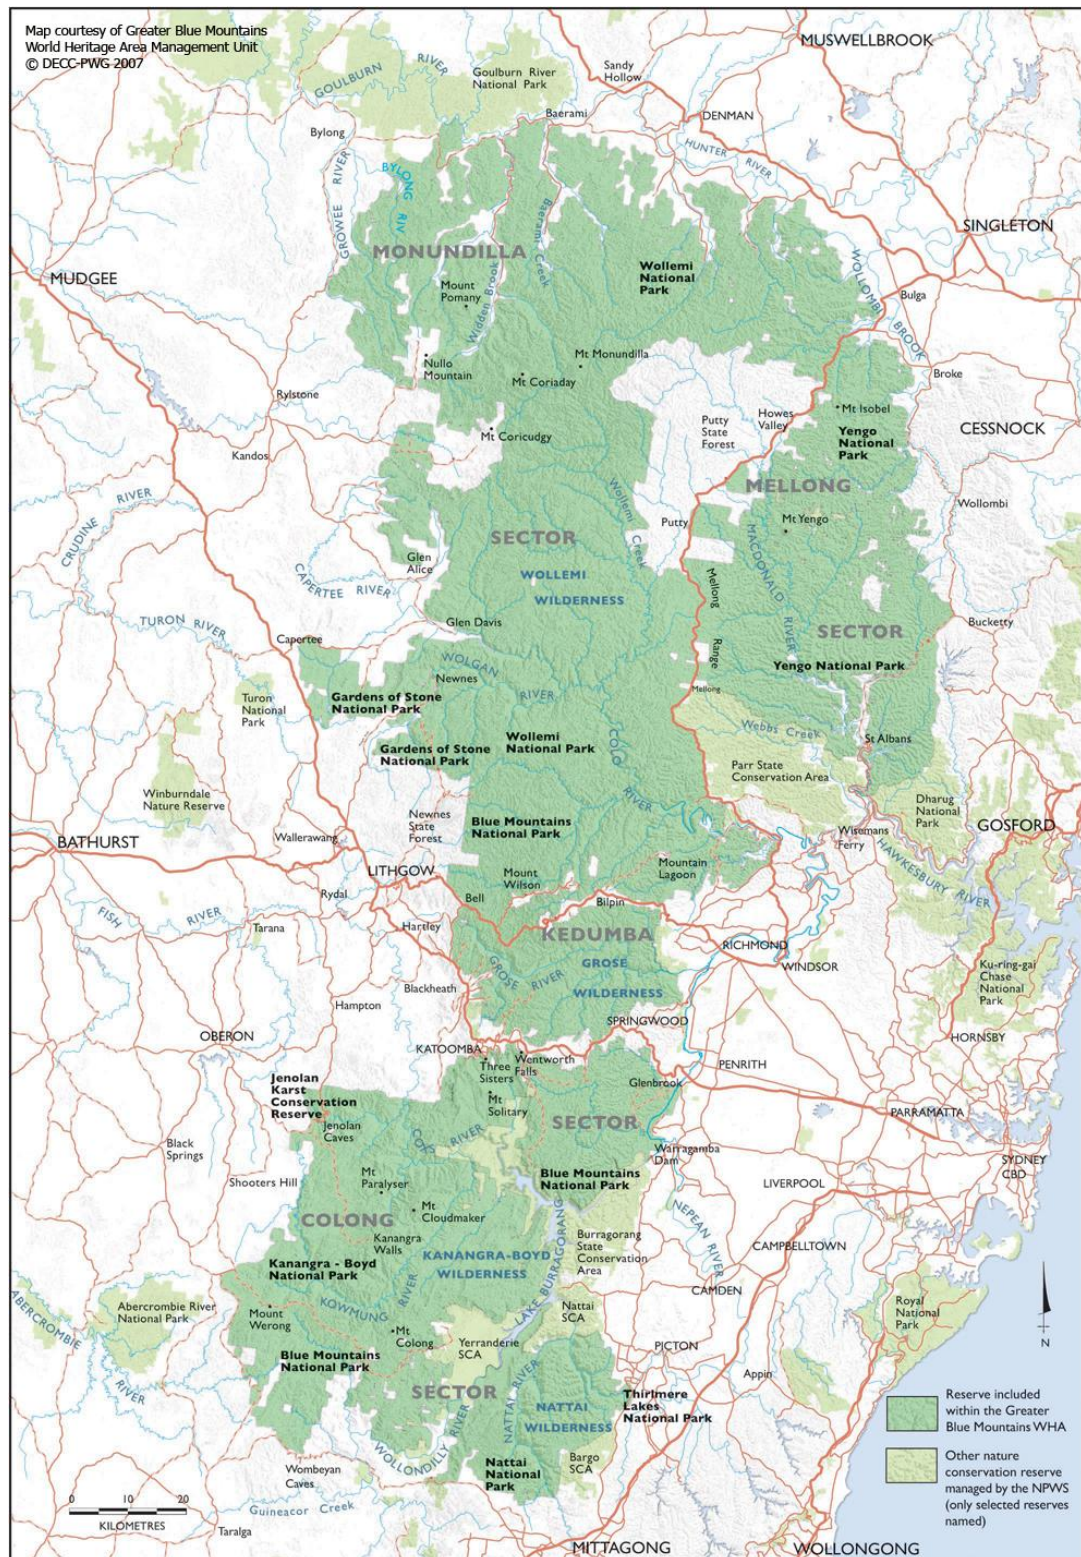 Map courtesy of Greater Blue Mountains
World Heritage Area Management Unit
© DECC-PWG 2007
MUSWELLBROOK
GOULBURN RIVER
Goulburn River
National Park
Sandy
Hollow
Baerami
DENMAN
Bylong
HUNTER RIVER
BYLONG RIV
GROWEE RIVER
Baerami Creek
SINGLETON
MONUNDILLA
Wollemi
National
Park
WOLLOMBI BROOK
MUDGEE
Mount
Pomany
Widden Brook
Bulga
Nullo
Mountain
Mt Monundilla
Mt Coriaday
Broke
Rylstone
Mt Isobel
Putty
State
Forest
Howes
Valley
Yengo
National
Park
CESSNOCK
Mt Coricudgy
Kandos
MELLONG
Wollemi Creek
Wollombi
CRUDINE RIVER
Putty
Mt Yengo
SECTOR
MACDONALD RIVER
Glen
Alice
WOLLEMI
WILDERNESS
CAPERTEE RIVER
Mellong Range
TURON RIVER
Glen Davis
SECTOR
Bucketty
Capertee
WOLGAN RIVER
Newnes
Yengo National Park
Turon
National
Park
Gardens of Stone
National Park
Mellong
Webbs Creek
Gardens of Stone
National Park
Wollemi
National Park
COLO RIVER
St Albans
Parr State
Conservation Area
Winburndale
Nature Reserve
Dharug
National
Park
Newnes
State
Forest
Blue Mountains
National Park
GOSFORD
BATHURST
Wallerawang
Wisemans
Ferry
HAWKESBURY RIVER
LITHGOW
Mount
Wilson
Mountain
Lagoon
Rydal
Bell
Bilpin
FISH RIVER
Tarana
Hartley
KEDUMBA
RICHMOND
GROSE RIVER
GROSE
WILDERNESS
WINDSOR
Ku-ring-gai
Chase
National
Park
Blackheath
Hampton
SPRINGWOOD
OBERON
HORNSBY
KATOOMBA
Wentworth
Falls
Three
Sisters
PENRITH
Jenolan
Karst
Conservation
Reserve
Glenbrook
Mt
Solitary
PARRAMATTA
Jenolan
Caves
COX RIVER
SECTOR
Black
Springs
Warragamba
Dam
SYDNEY
CBD
Shooters Hill
Mt
Paralyser
Blue Mountains
National Park
LIVERPOOL
Mt
Cloudmaker
COLONG
NEPEAN RIVER
Kanangra
Walls
Burragorang
State
Conservation
Area
KANANGRA-BOYD
WILDERNESS
LAKE BURRAGORANG
CAMPBELLTOWN
Kanangra - Boyd
National Park
CAMDEN
ABERCROMBIE RIVER
Abercrombie River
National Park
KOWMUNG RIVER
Mount
Werong
Nattai
SCA
Royal
National
Park
Mt
Colong
Yerranderie
SCA
PICTON
N
Blue Mountains
National Park
Appin
SECTOR
NATTAI RIVER
NATTAI
WILDERNESS
Thirlmere
Lakes
National Park
Reserve included
within the Greater
Blue Mountains WHA
WOLLONDILLY RIVER
Wombeyan
Caves
Nattai
National
Park
Bargo
SCA
Other nature
conservation reserve
managed by the NPWS
(only selected reserves
named)
0 10 20
KILOMETRES
Guineacor Creek
Taralga
MITTAGONG
WOLLONGONG